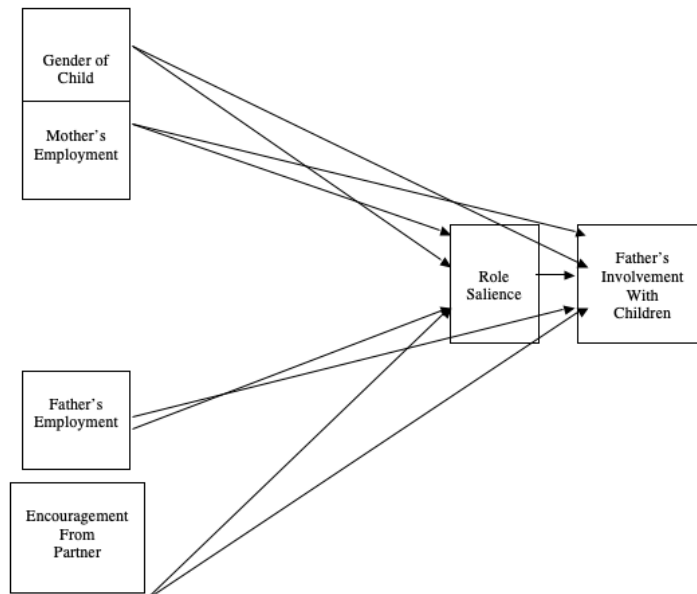 Gender of
Child
Mother's
Employment
Role
Salience
Father's
Involvement
With
Children
Father's
Employment
Encouragement
From
Partner